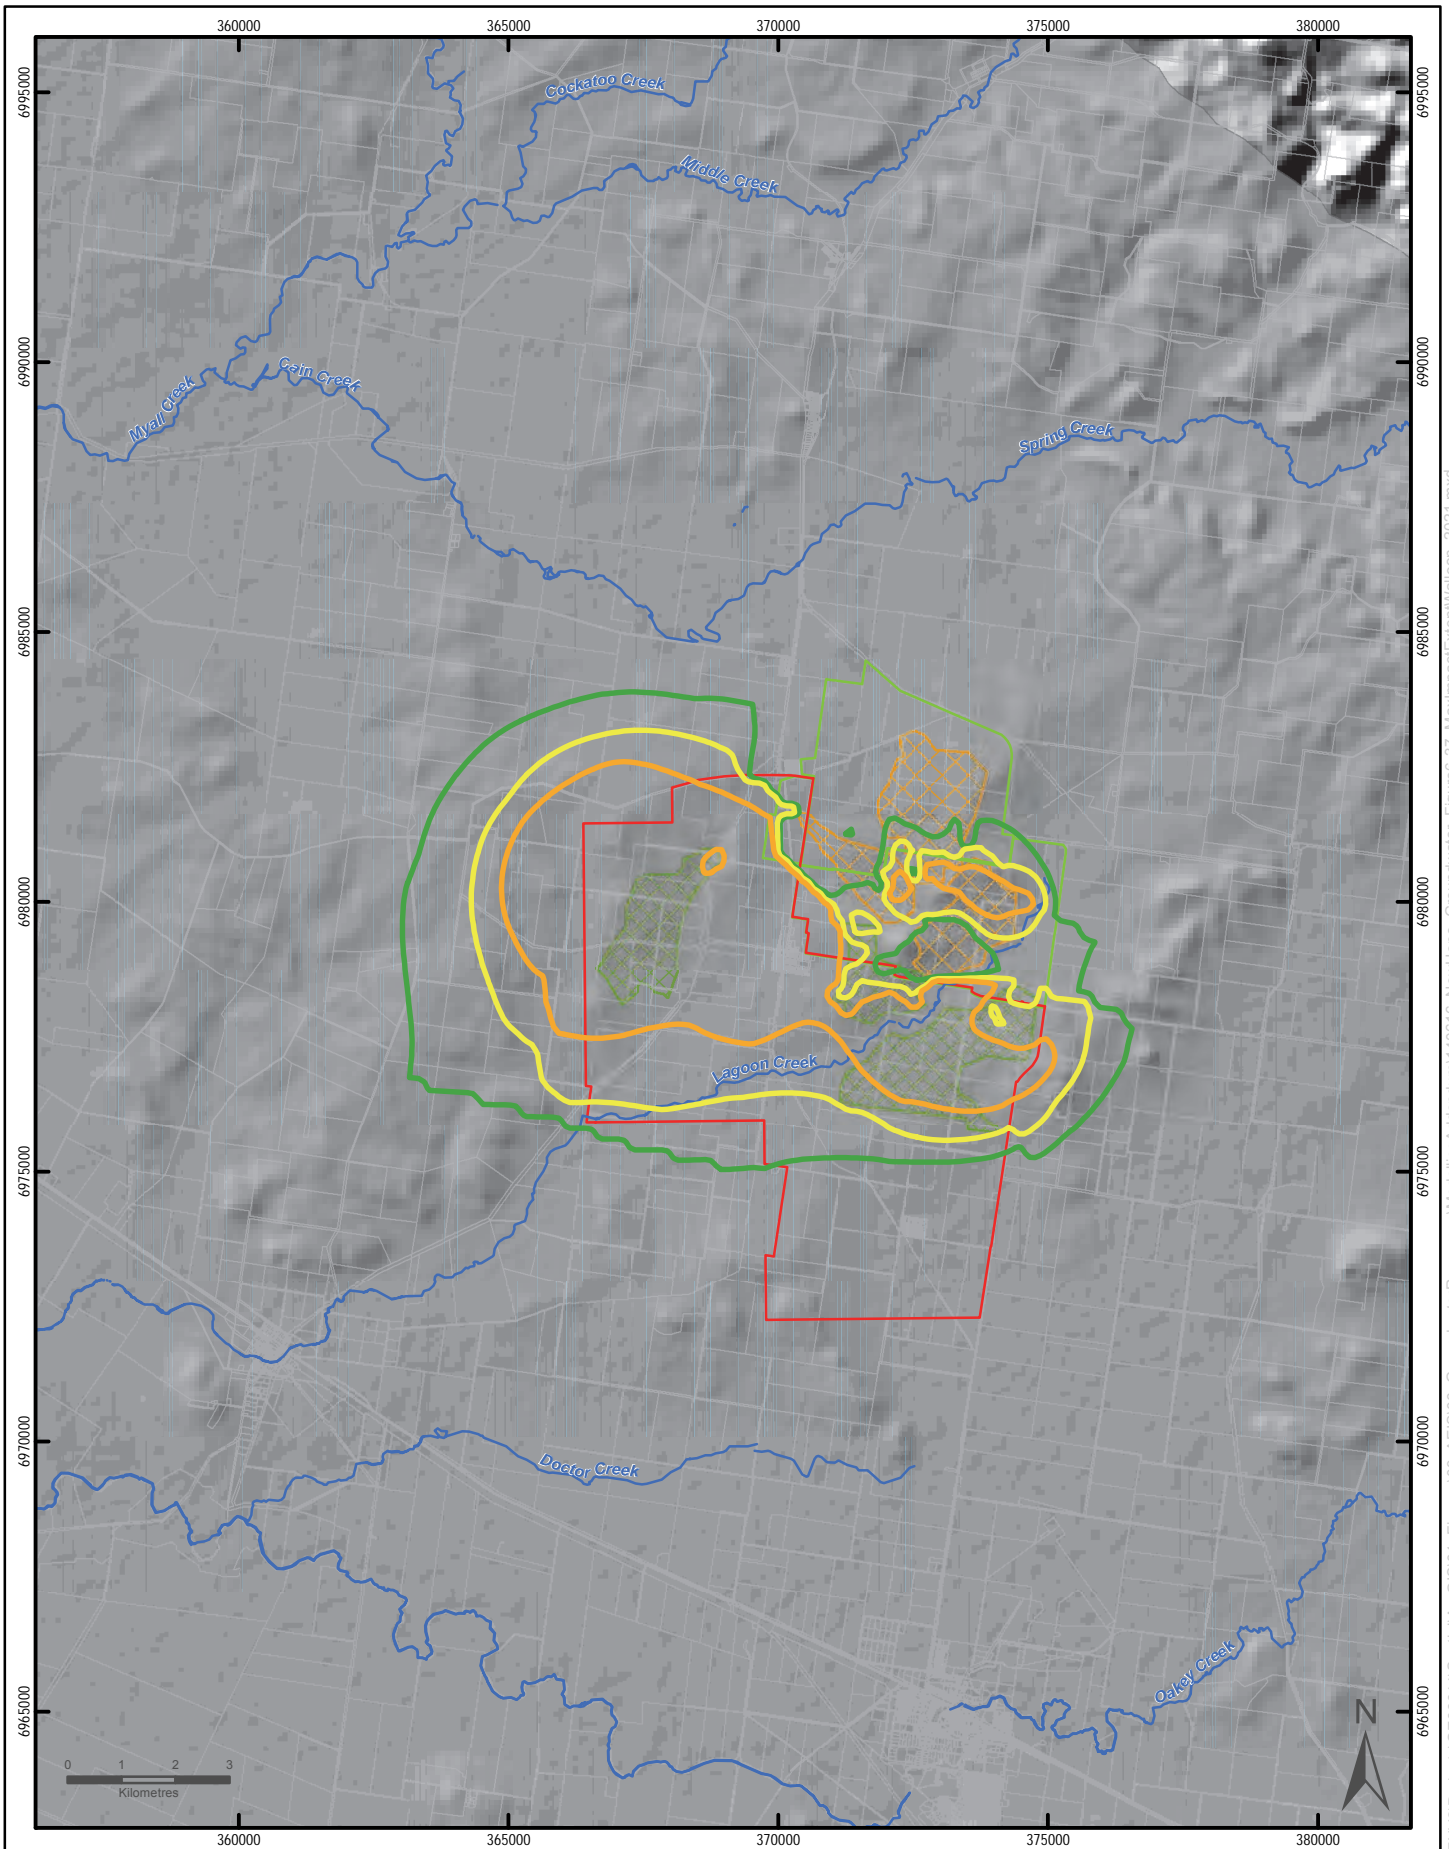 360000 365000 370000 375000 380000
6995000 6995000
Cockatoo Creek
Middle Creek
6990000 6990000
Cain Creek
Myall Creek
Spring Creek
6985000 6985000
6980000 6980000
Lagoon Creek
6975000 6975000
6970000 6970000
Doctor Creek
Oakey Creek
6965000 6965000
N
0 1 2 3
Kilometres
360000 365000 370000 375000 380000